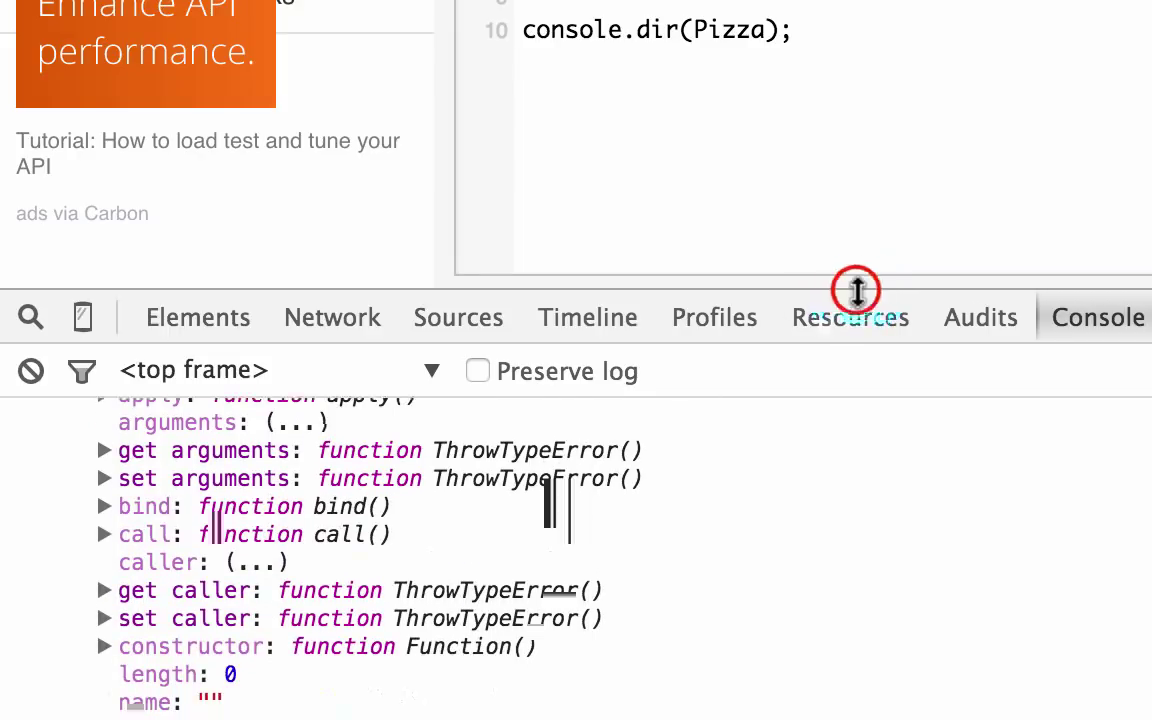 Enhance API
performance.
Tutorial: How to load test and tune your
API
ads via Carbon
10 console.dir(Pizza);
Elements Network Sources Timeline Profiles Resources Audits Console
<top frame> ▼ Preserve log
apply: function apply()
arguments: (...)
get arguments: function ThrowTypeError()
set arguments: function ThrowTypeError()
bind: function bind()
call: function call()
caller: (...)
get caller: function ThrowTypeError()
set caller: function ThrowTypeError()
constructor: function Function()
length: 0
name: ""